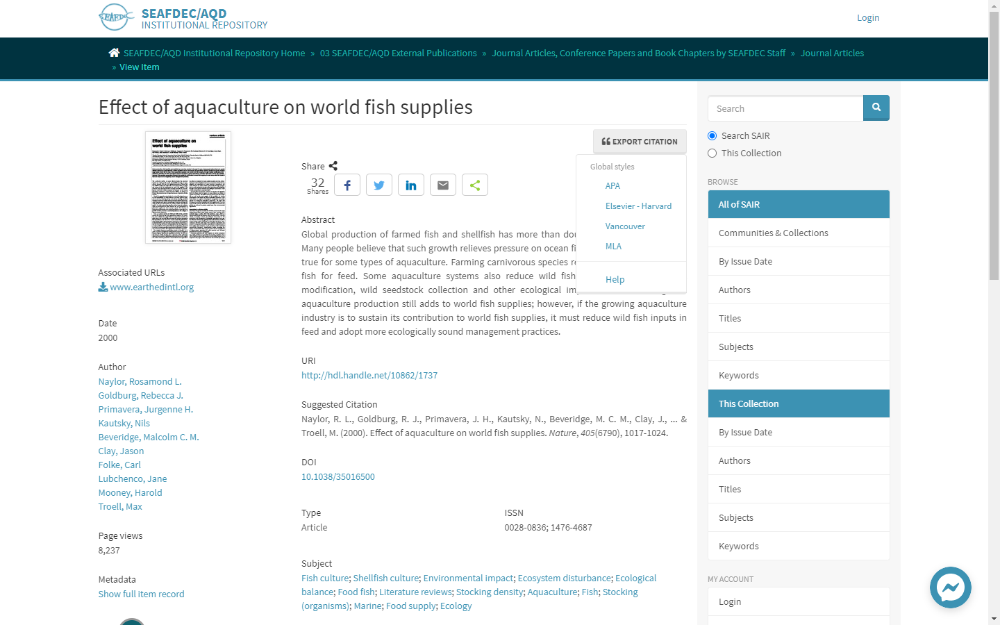 SEAFDEC/AQD
INSTITUTIONAL REPOSITORY
Login
SEAFDEC/AQD Institutional Repository Home » 03 SEAFDEC/AQD External Publications » Journal Articles, Conference Papers and Book Chapters by SEAFDEC Staff » Journal Articles
» View Item
Effect of aquaculture on world fish supplies
Effect of aquaculture on
world fish supplies
Associated URLs
www.earthedintl.org
Date
2000
Author
Naylor, Rosamond L.
Goldburg, Rebecca J.
Primavera, Jurgenne H.
Kautsky, Nils
Beveridge, Malcolm C. M.
Clay, Jason
Folke, Carl
Lubchenco, Jane
Mooney, Harold
Troell, Max
Page views
8,237
Metadata
Show full item record
EXPORT CITATION
Global styles
APA
Elsevier - Harvard
Vancouver
MLA
Help
Share
32
Shares
Abstract
Global production of farmed fish and shellfish has more than
Many people believe that such growth relieves pressure on ocean
true for some types of aquaculture. Farming carnivorous species
fish for feed. Some aquaculture systems also reduce wild fish
modification, wild seedstock collection and other ecological
aquaculture production still adds to world fish supplies; however, if the growing aquaculture
industry is to sustain its contribution to world fish supplies, it must reduce wild fish inputs in
feed and adopt more ecologically sound management practices.
URI
http://hdl.handle.net/10862/1737
Suggested Citation
Naylor, R. L., Goldburg, R. J., Primavera, J. H., Kautsky, N., Beveridge, M. C. M., Clay, J., ... &
Troell, M. (2000). Effect of aquaculture on world fish supplies. Nature, 405(6790), 1017-1024.
DOI
10.1038/35016500
Type
Article
ISSN
0028-0836; 1476-4687
Subject
Fish culture; Shellfish culture; Environmental impact; Ecosystem disturbance; Ecological
balance; Food fish; Literature reviews; Stocking density; Aquaculture; Fish; Stocking
(organisms); Marine; Food supply; Ecology
Search
Search SAIR
This Collection
BROWSE
All of SAIR
Communities & Collections
By Issue Date
Authors
Titles
Subjects
Keywords
This Collection
By Issue Date
Authors
Titles
Subjects
Keywords
MY ACCOUNT
Login